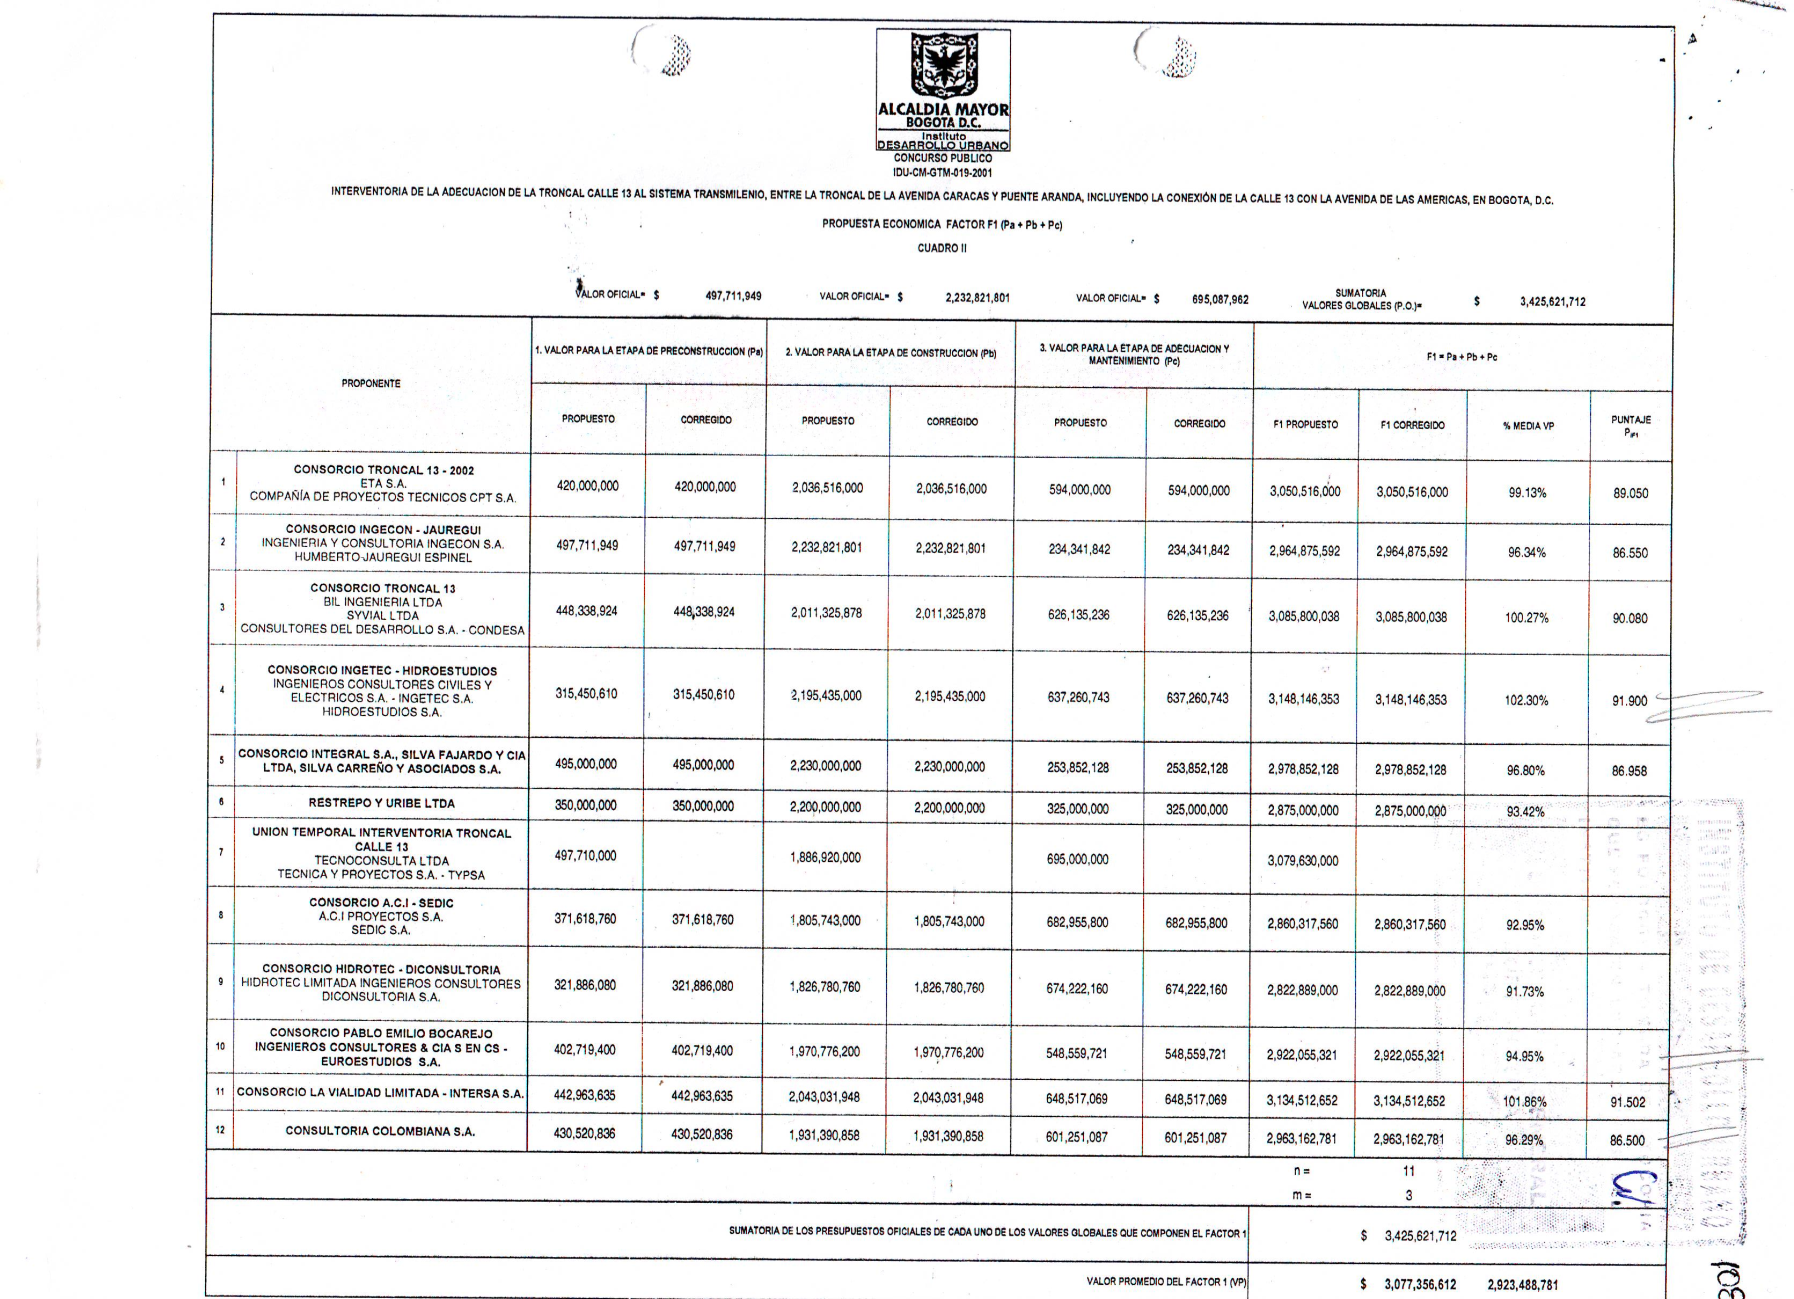 ALCALDIA MAYOR
BOGOTA D.C.
Instituto
DESARROLLO URBANO
CONCURSO PUBLICO
IDU-CM-GTM-019-2001
INTERVENTORIA DE LA ADECUACION DE LA TRONCAL CALLE 13 AL SISTEMA TRANSMILENIO, ENTRE LA TRONCAL DE LA AVENIDA CARACAS Y PUENTE ARANDA, INCLUYENDO LA CONEXIÓN DE LA CALLE 13 CON LA AVENIDA DE LAS AMERICAS, EN BOGOTA, D.C.
PROPUESTA ECONOMICA FACTOR F1 (Pa + Pb + Pc)
CUADRO II
VALOR OFICIAL= $ 497,711,949 VALOR OFICIAL= $ 2,232,821,801 VALOR OFICIAL= $ 695,087,962 SUMATORIA VALORES GLOBALES (P.O.)= $ 3,425,621,712
PROPONENTE
1. VALOR PARA LA ETAPA DE PRECONSTRUCCION (Pa)
2. VALOR PARA LA ETAPA DE CONSTRUCCION (Pb)
3. VALOR PARA LA ETAPA DE ADECUACION Y
MANTENIMIENTO (Pc)
F1 = Pa + Pb + Pc
PROPUESTO CORREGIDO PROPUESTO CORREGIDO PROPUESTO CORREGIDO F1 PROPUESTO F1 CORREGIDO % MEDIA VP PUNTAJE
1
CONSORCIO TRONCAL 13 - 2002
ETA S.A.
COMPAÑÍA DE PROYECTOS TECNICOS CPT S.A.
420,000,000 420,000,000 2,036,516,000 2,036,516,000 594,000,000 594,000,000 3,050,516,000 3,050,516,000 99.13% 89.050
2
CONSORCIO INGECON - JAUREGUI
INGENIERIA Y CONSULTORIA INGECON S.A.
HUMBERTO JAUREGUI ESPINEL
497,711,949 497,711,949 2,232,821,801 2,232,821,801 234,341,842 234,341,842 2,964,875,592 2,964,875,592 96.34% 86.550
3
CONSORCIO TRONCAL 13
BIL INGENIERIA LTDA
SYVIAL LTDA
CONSULTORES DEL DESARROLLO S.A. - CONDESA
448,338,924 448,338,924 2,011,325,878 2,011,325,878 626,135,236 626,135,236 3,085,800,038 3,085,800,038 100.27% 90.080
4
CONSORCIO INGETEC - HIDROESTUDIOS
INGENIEROS CONSULTORES CIVILES Y
ELECTRICOS S.A. - INGETEC S.A.
HIDROESTUDIOS S.A.
315,450,610 315,450,610 2,195,435,000 2,195,435,000 637,260,743 637,260,743 3,148,146,353 3,148,146,353 102.30% 91.900
5
CONSORCIO INTEGRAL S.A., SILVA FAJARDO Y CIA
LTDA, SILVA CARREÑO Y ASOCIADOS S.A.
495,000,000 495,000,000 2,230,000,000 2,230,000,000 253,852,128 253,852,128 2,978,852,128 2,978,852,128 96.80% 86.958
6
RESTREPO Y URIBE LTDA
350,000,000 350,000,000 2,200,000,000 2,200,000,000 325,000,000 325,000,000 2,875,000,000 2,875,000,000 93.42%
7
UNION TEMPORAL INTERVENTORIA TRONCAL
CALLE 13
TECNOCONSULTA LTDA
TECNICA Y PROYECTOS S.A. - TYPSA
497,710,000 1,886,920,000 695,000,000 3,079,630,000
8
CONSORCIO A.C.I - SEDIC
A.C.I PROYECTOS S.A.
SEDIC S.A.
371,618,760 371,618,760 1,805,743,000 1,805,743,000 682,955,800 682,955,800 2,860,317,560 2,860,317,560 92.95%
9
CONSORCIO HIDROTEC - DICONSULTORIA
HIDROTEC LIMITADA INGENIEROS CONSULTORES
DICONSULTORIA S.A.
321,886,080 321,886,080 1,826,780,760 1,826,780,760 674,222,160 674,222,160 2,822,889,000 2,822,889,000 91.73%
10
CONSORCIO PABLO EMILIO BOCAREJO
INGENIEROS CONSULTORES & CIA S EN CS -
EUROESTUDIOS S.A.
402,719,400 402,719,400 1,970,776,200 1,970,776,200 548,559,721 548,559,721 2,922,055,321 2,922,055,321 94.95%
11
CONSORCIO LA VIALIDAD LIMITADA - INTERSA S.A.
442,963,635 442,963,635 2,043,031,948 2,043,031,948 648,517,069 648,517,069 3,134,512,652 3,134,512,652 101.86% 91.502
12
CONSULTORIA COLOMBIANA S.A.
430,520,836 430,520,836 1,931,390,858 1,931,390,858 601,251,087 601,251,087 2,963,162,781 2,963,162,781 96.29% 86.500
n = 11
m = 3
SUMATORIA DE LOS PRESUPUESTOS OFICIALES DE CADA UNO DE LOS VALORES GLOBALES QUE COMPONEN EL FACTOR 1 $ 3,425,621,712
VALOR PROMEDIO DEL FACTOR 1 (VP) $ 3,077,356,612 2,923,488,781